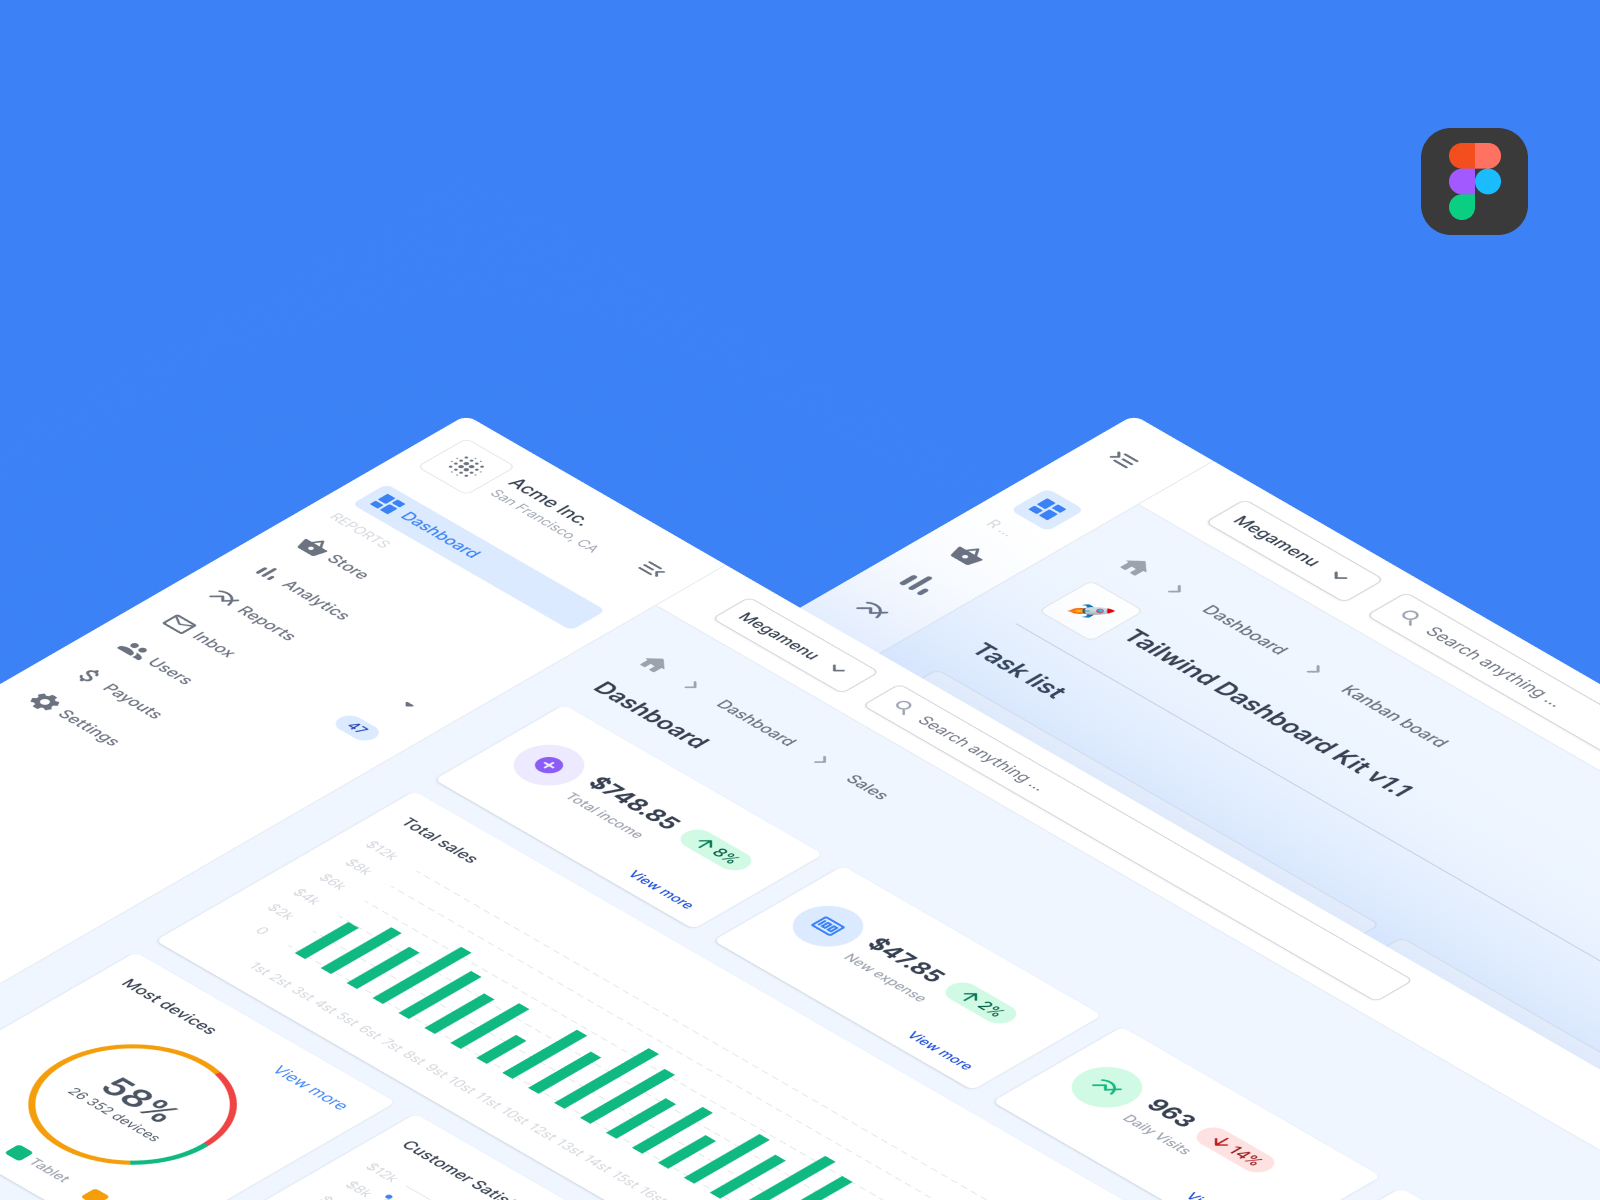 Acme Inc.
San Francisco, CA
Dashboard
REPORTS
Store
Analytics
Reports
Inbox
47
Users
Payouts
Settings
Megamenu
Search anything ...
Dashboard
Sales
Dashboard
$748.85
8%
Total income
View more
$47.85
2%
New expense
View more
963
14%
Daily Visits
Total sales
$12k
$8k
$6k
$4k
$2k
0
1st 2st 3st 4st 5st 6st 7st 8st 9st 10st 11st 10st 12st 13st 14st 15st 16st
Most devices
View more
58%
26 352 devices
Tablet
Customer Satis
$12k
$8k
R ...
Megamenu
Search anything ...
Dashboard
Kanban board
Tailwind Dashboard Kit v1.1
Task list